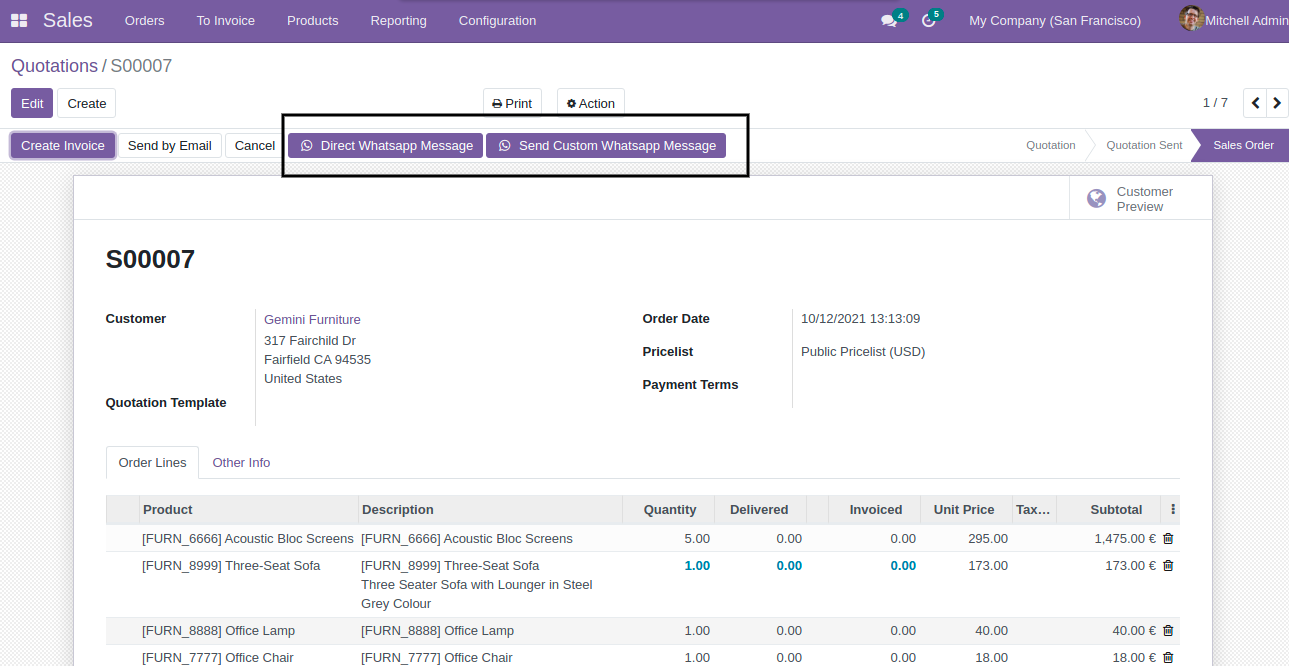 Sales Orders To Invoice Products Reporting Configuration 4 5 My Company (San Francisco) Mitchell Admin
Quotations / S00007
Edit Create Print Action 1 / 7
Create Invoice Send by Email Cancel Direct Whatsapp Message Send Custom Whatsapp Message Quotation Quotation Sent Sales Order
Customer
Preview
S00007
Customer Gemini Furniture Order Date 10/12/2021 13:13:09
317 Fairchild Dr
Fairfield CA 94535 Pricelist Public Pricelist (USD)
United States Payment Terms
Quotation Template
Order Lines Other Info
Product Description Quantity Delivered Invoiced Unit Price Tax... Subtotal
[FURN_6666] Acoustic Bloc Screens [FURN_6666] Acoustic Bloc Screens 5.00 0.00 0.00 295.00 1,475.00 €
[FURN_8999] Three-Seat Sofa [FURN_8999] Three-Seat Sofa 1.00 0.00 0.00 173.00 173.00 €
Three Seater Sofa with Lounger in Steel
Grey Colour
[FURN_8888] Office Lamp [FURN_8888] Office Lamp 1.00 0.00 0.00 40.00 40.00 €
[FURN_7777] Office Chair [FURN_7777] Office Chair 1.00 0.00 0.00 18.00 18.00 €